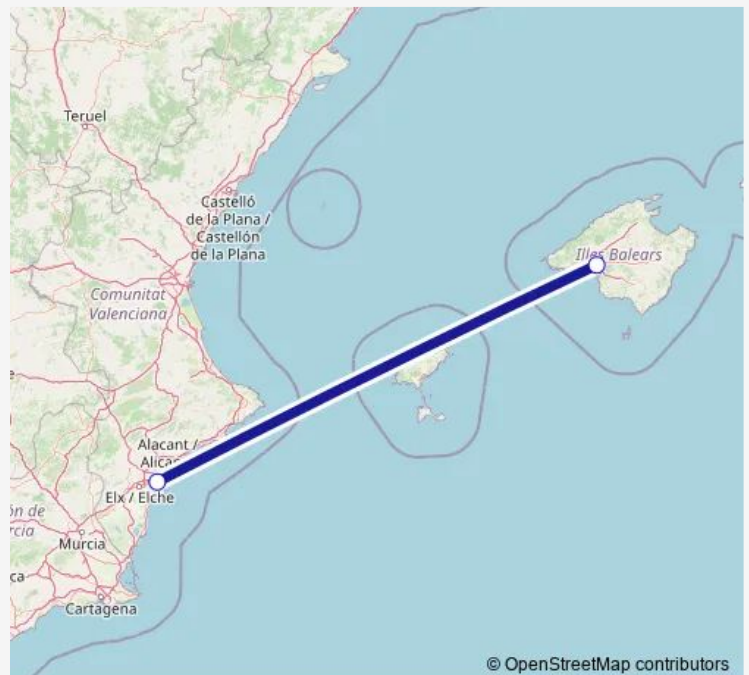 Teruel
Castelló
de la Plana /
Castellón
de la Plana
Illes Balears
Comunitat
Valenciana
Alacant /
Elx / Elche
Murcia
Cartagena
© OpenStreetMap contributors